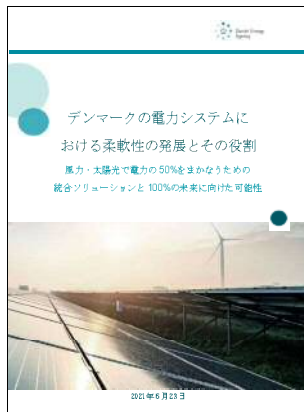 Danish Energy
Agency
デンマークの電力システムに
おける柔軟性の発展とその役割
風力・太陽光で電力の50%をまかなうための
統合ソリューションと100%の未来に向けた可能性
2021年6月23日